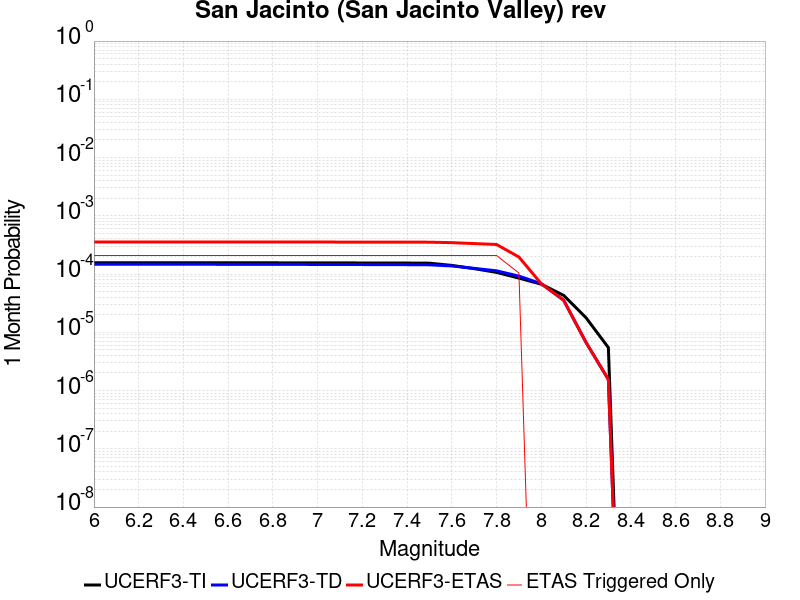 San Jacinto (San Jacinto Valley) rev
10^0
10^-1
10^-2
10^-3
10^-4
10^-5
10^-6
10^-7
10^-8
1 Month Probability
6 6.2 6.4 6.6 6.8 7 7.2 7.4 7.6 7.8 8 8.2 8.4 8.6 8.8 9
Magnitude
UCERF3-TI UCERF3-TD UCERF3-ETAS ETAS Triggered Only